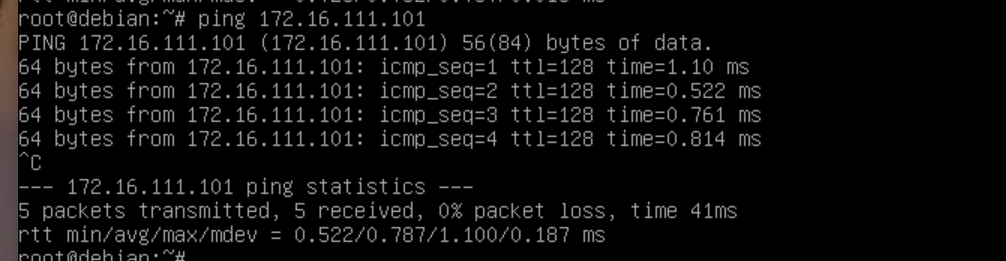 root@debian:~# ping 172.16.111.101
PING 172.16.111.101 (172.16.111.101) 56(84) bytes of data.
64 bytes from 172.16.111.101: icmp_seq=1 ttl=128 time=1.10 ms
64 bytes from 172.16.111.101: icmp_seq=2 ttl=128 time=0.522 ms
64 bytes from 172.16.111.101: icmp_seq=3 ttl=128 time=0.761 ms
64 bytes from 172.16.111.101: icmp_seq=4 ttl=128 time=0.814 ms
^C
--- 172.16.111.101 ping statistics ---
5 packets transmitted, 5 received, 0% packet loss, time 41ms
rtt min/avg/max/mdev = 0.522/0.787/1.100/0.187 ms
root@debian:~#